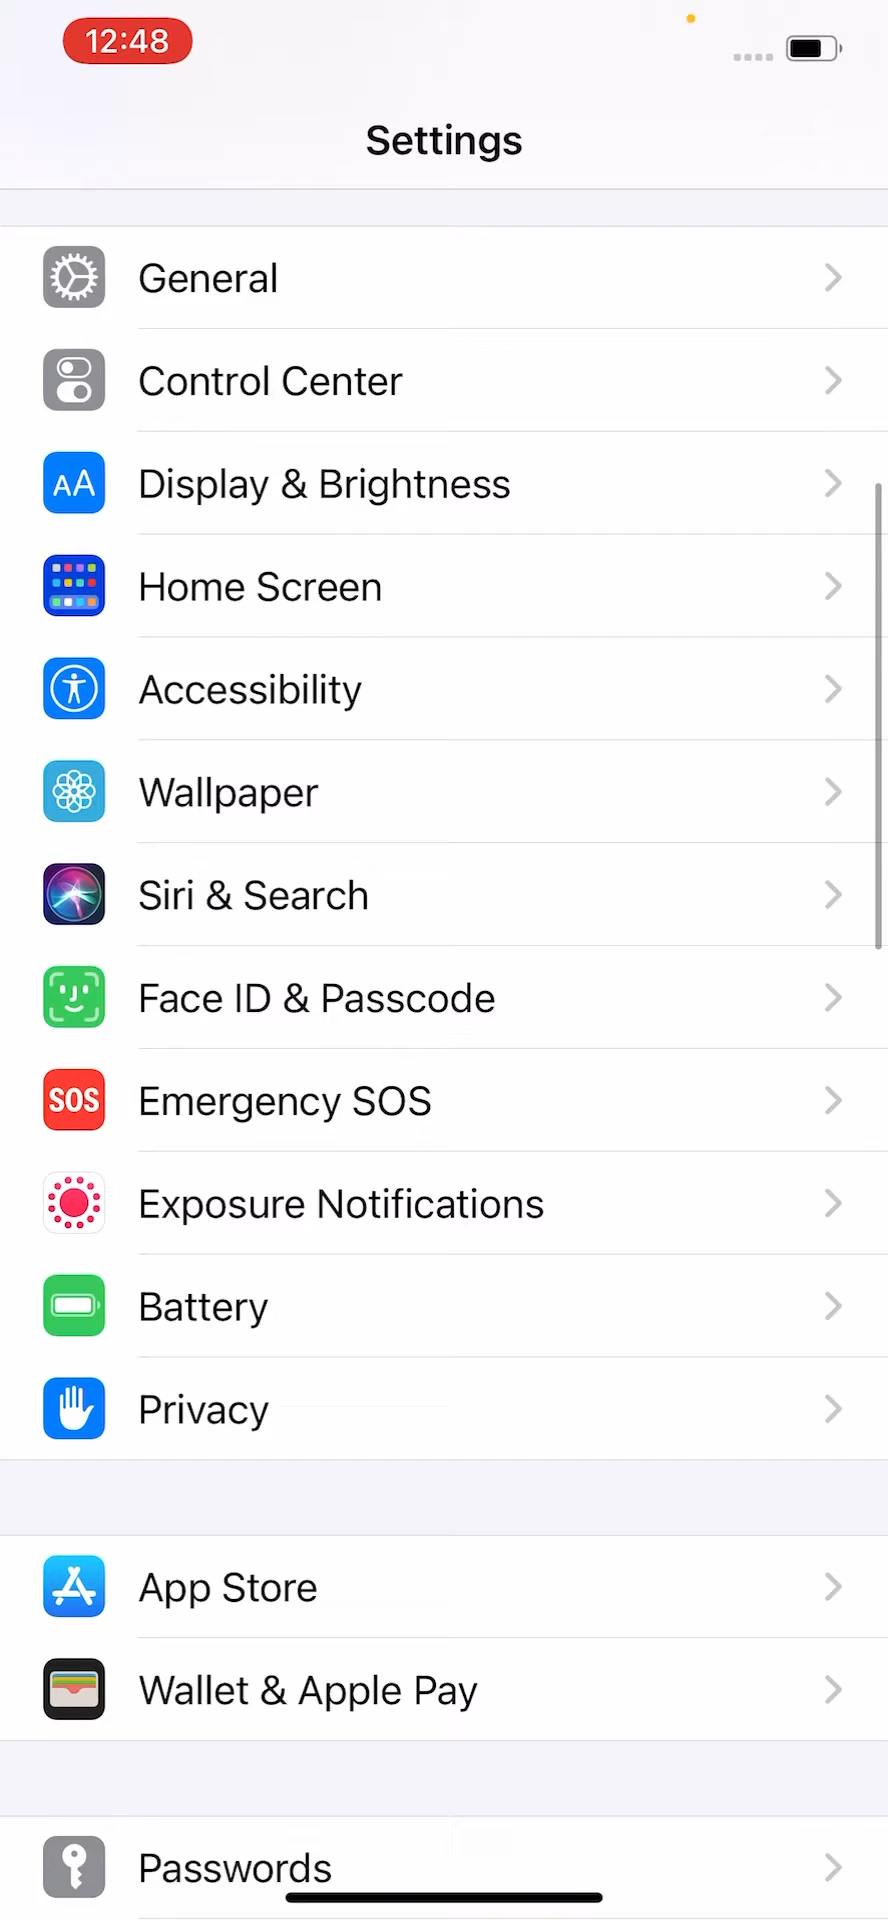 12:48
Settings
General
Control Center
AA Display & Brightness
Home Screen
Accessibility
Wallpaper
Siri & Search
Face ID & Passcode
SOS Emergency SOS
Exposure Notifications
Battery
Privacy
App Store
Wallet & Apple Pay
Passwords